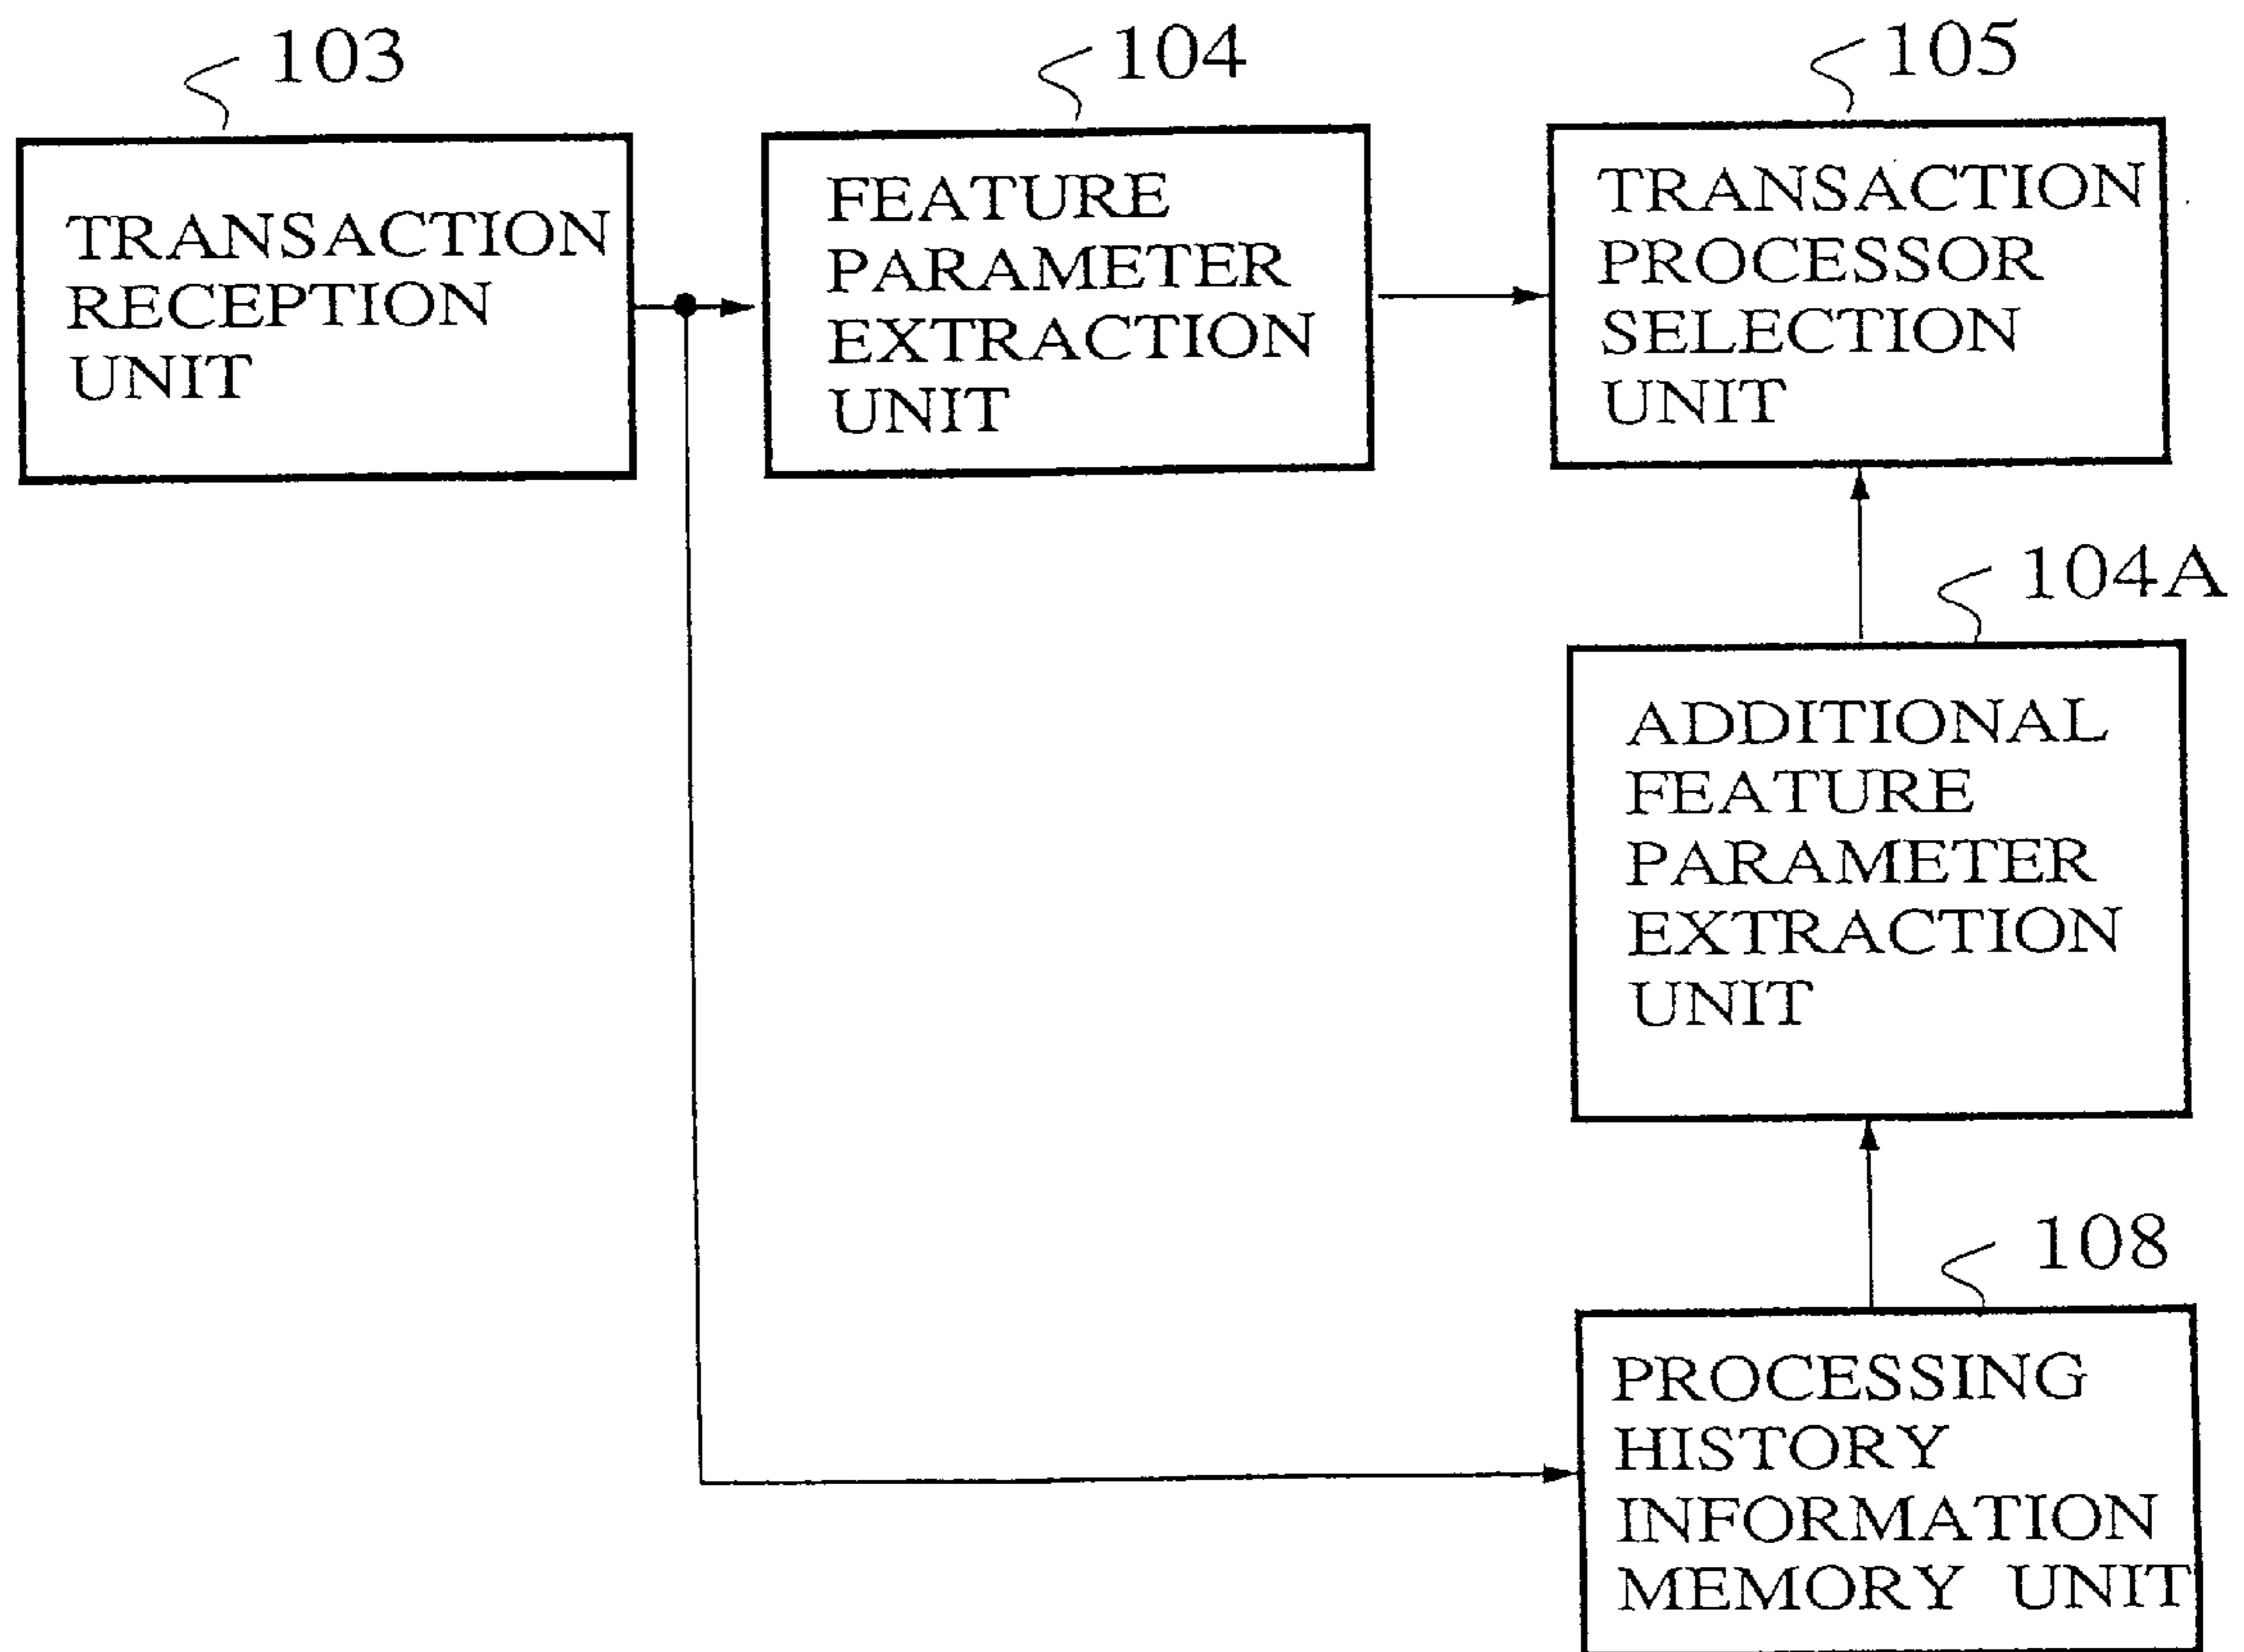 103
TRANSACTION
RECEPTION
UNIT
104
FEATURE
PARAMETER
EXTRACTION
UNIT
105
TRANSACTION
PROCESSOR
SELECTION
UNIT
104A
ADDITIONAL
FEATURE
PARAMETER
EXTRACTION
UNIT
108
PROCESSING
HISTORY
INFORMATION
MEMORY UNIT